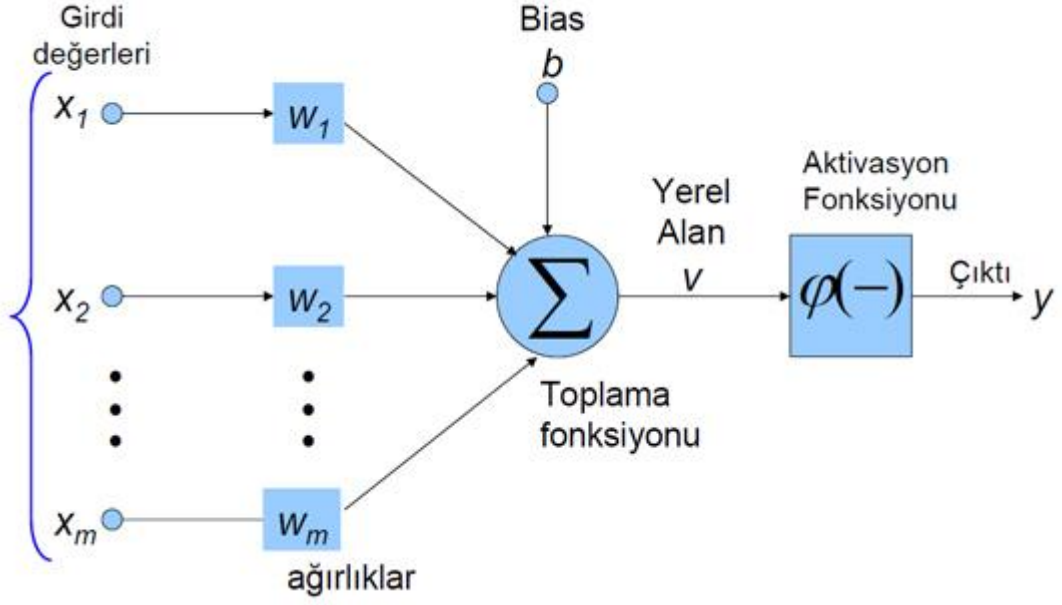 Girdi
değerleri
Bias
b
x1
w1
Aktivasyon
Fonksiyonu
Yerel
Alan
v
x2
w2
∑
φ(−)
Çıktı
y
Toplama
fonksiyonu
xm
wm
ağırlıklar